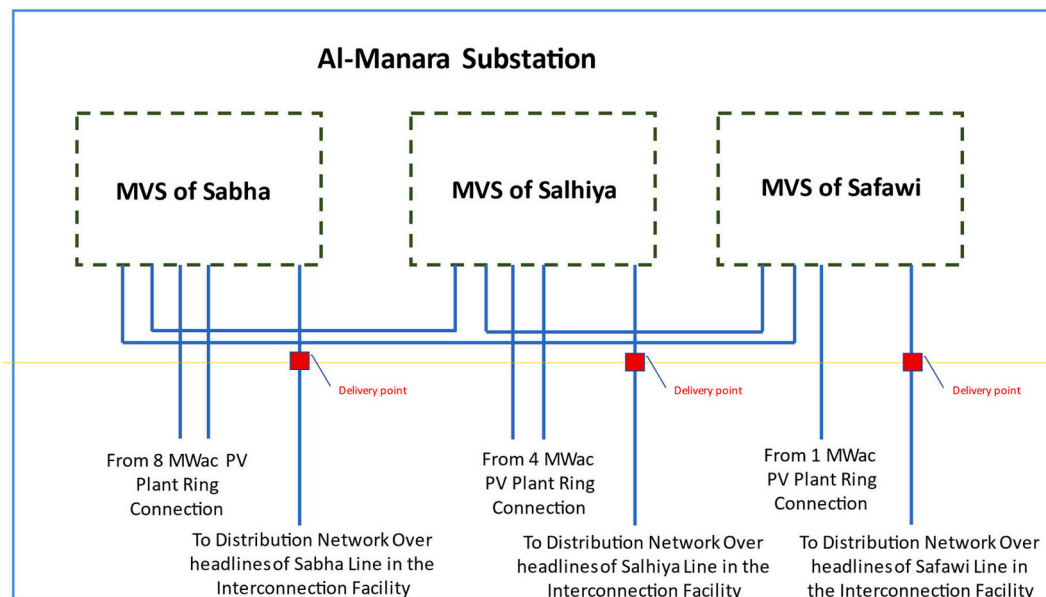 Al-Manara Substation
MVS of Sabha
MVS of Salhiya
MVS of Safawi
Delivery point
Delivery point
Delivery point
From 8 MWac PV
Plant Ring
Connection
From 4 MWac
PV Plant Ring
Connection
From 1 MWac
PV Plant Ring
Connection
To Distribution Network Over
headlines of Sabha Line in the
Interconnection Facility
To Distribution Network Over
headlines of Salhiya Line in the
Interconnection Facility
To Distribution Network Over
headlines of Safawi Line in
the Interconnection Facility